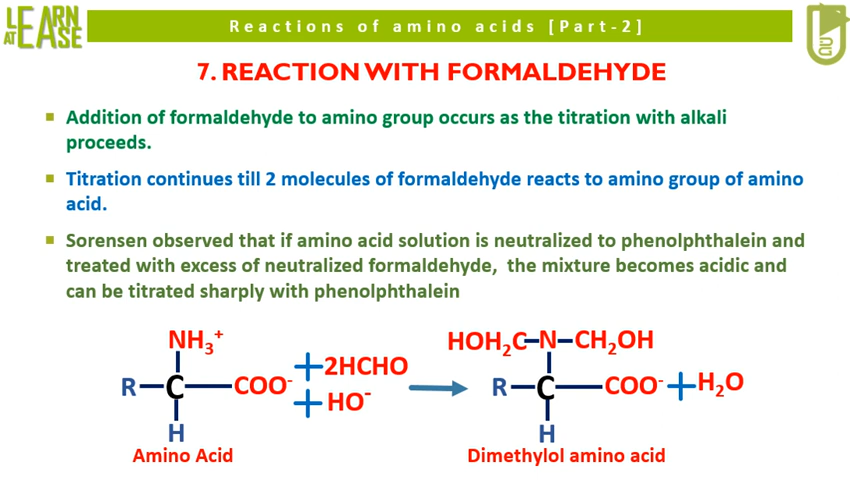 LEARN
AT EASE
Reactions of amino acids [Part-2]
7. REACTION WITH FORMALDEHYDE
Addition of formaldehyde to amino group occurs as the titration with alkali
proceeds.
Titration continues till 2 molecules of formaldehyde reacts to amino group of amino
acid.
Sorensen observed that if amino acid solution is neutralized to phenolphthalein and
treated with excess of neutralized formaldehyde, the mixture becomes acidic and
can be titrated sharply with phenolphthalein
NH₃⁺
R–C–COO⁻
H
+2HCHO
+ HO⁻
Amino Acid
HOH₂C–N–CH₂OH
R–C–COO⁻ + H₂O
H
Dimethylol amino acid